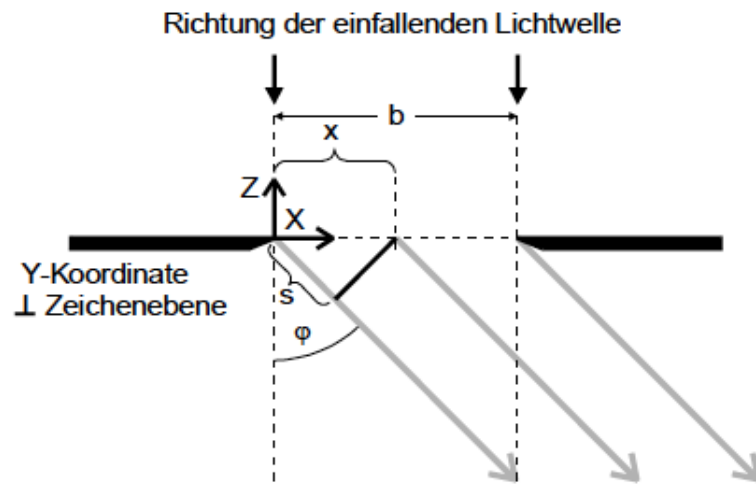 Richtung der einfallenden Lichtwelle
b
x
Z
X
Y-Koordinate
⊥ Zeichenebene
s
φ